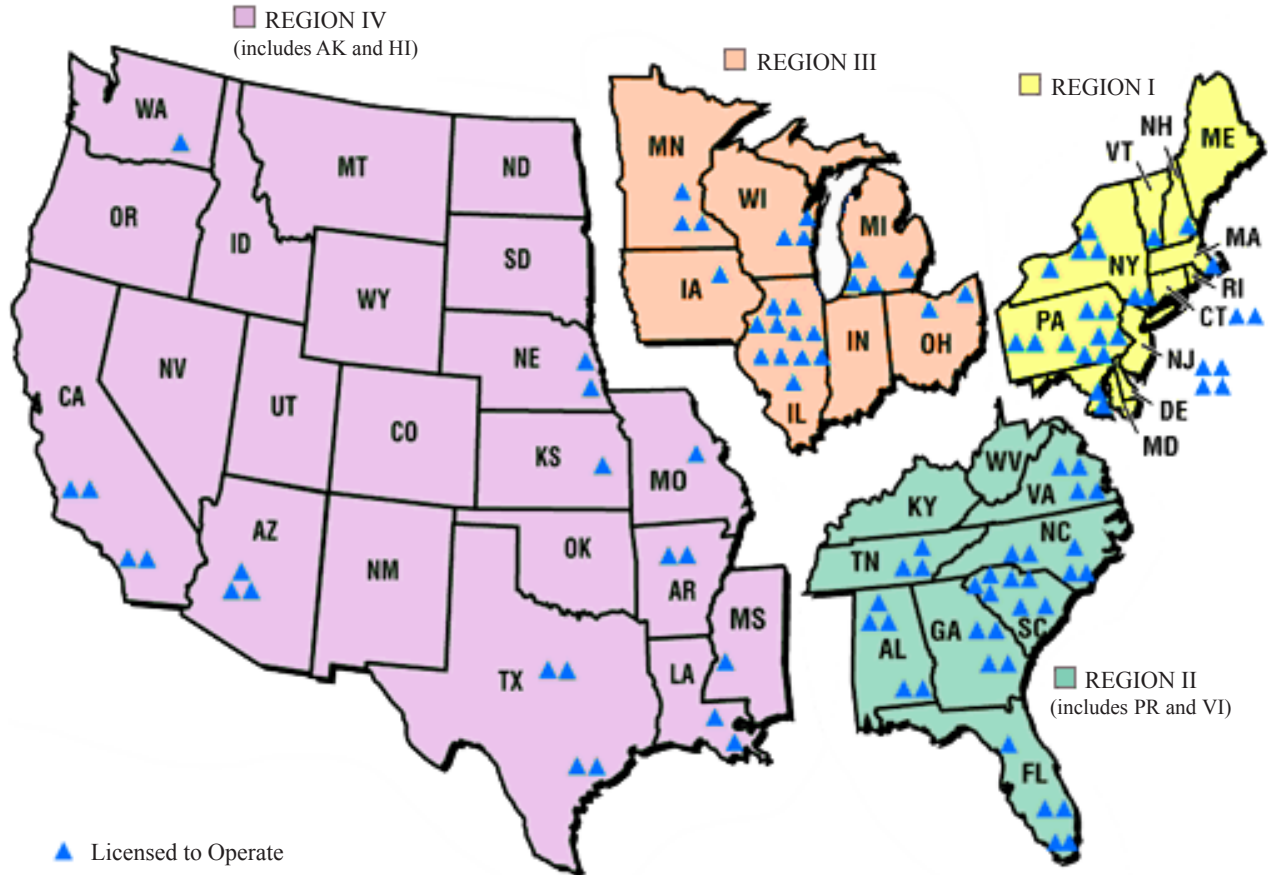 REGION IV
(includes AK and HI)
REGION III
REGION I
WA
MT
ND
OR
ID
SD
WY
NE
NV
CA
UT
CO
KS
MO
AZ
NM
OK
AR
MS
TX
LA
MN
WI
MI
IA
IL
IN
OH
NH
VT
ME
MA
NY
RI
CT
PA
NJ
DE
MD
WV
VA
KY
NC
TN
SC
GA
AL
FL
REGION II
(includes PR and VI)
Licensed to Operate